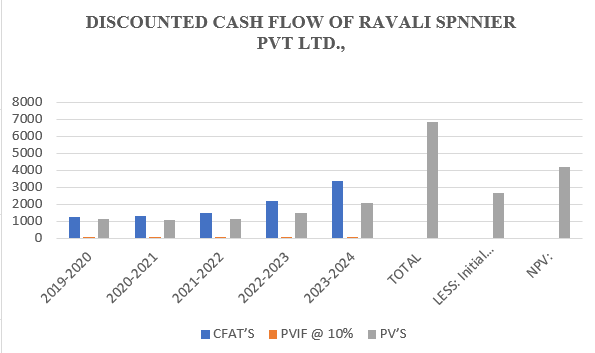 DISCOUNTED CASH FLOW OF RAVALI SPNNIER
PVT LTD.,
8000
7000
6000
5000
4000
3000
2000
1000
0
2019-2020
2020-2021
2021-2022
2022-2023
2023-2024
TOTAL
LESS: Initial...
NPV:
CFAT'S
PVIF @ 10%
PV'S